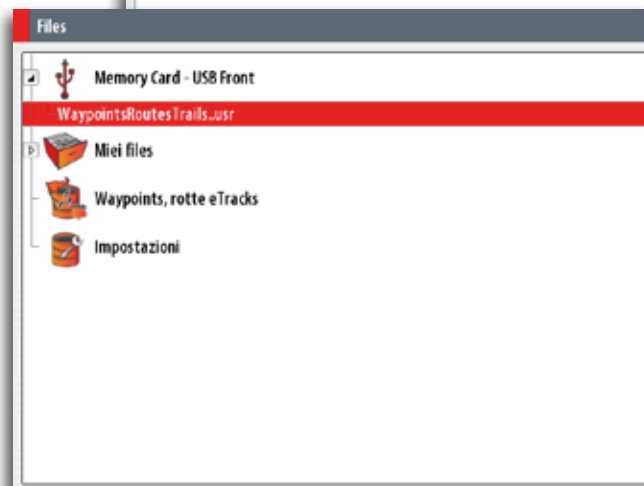 Files
Memory Card - USB Front
WaypointsRoutesTrails..usr
Miei files
Waypoints, rotte eTracks
Impostazioni